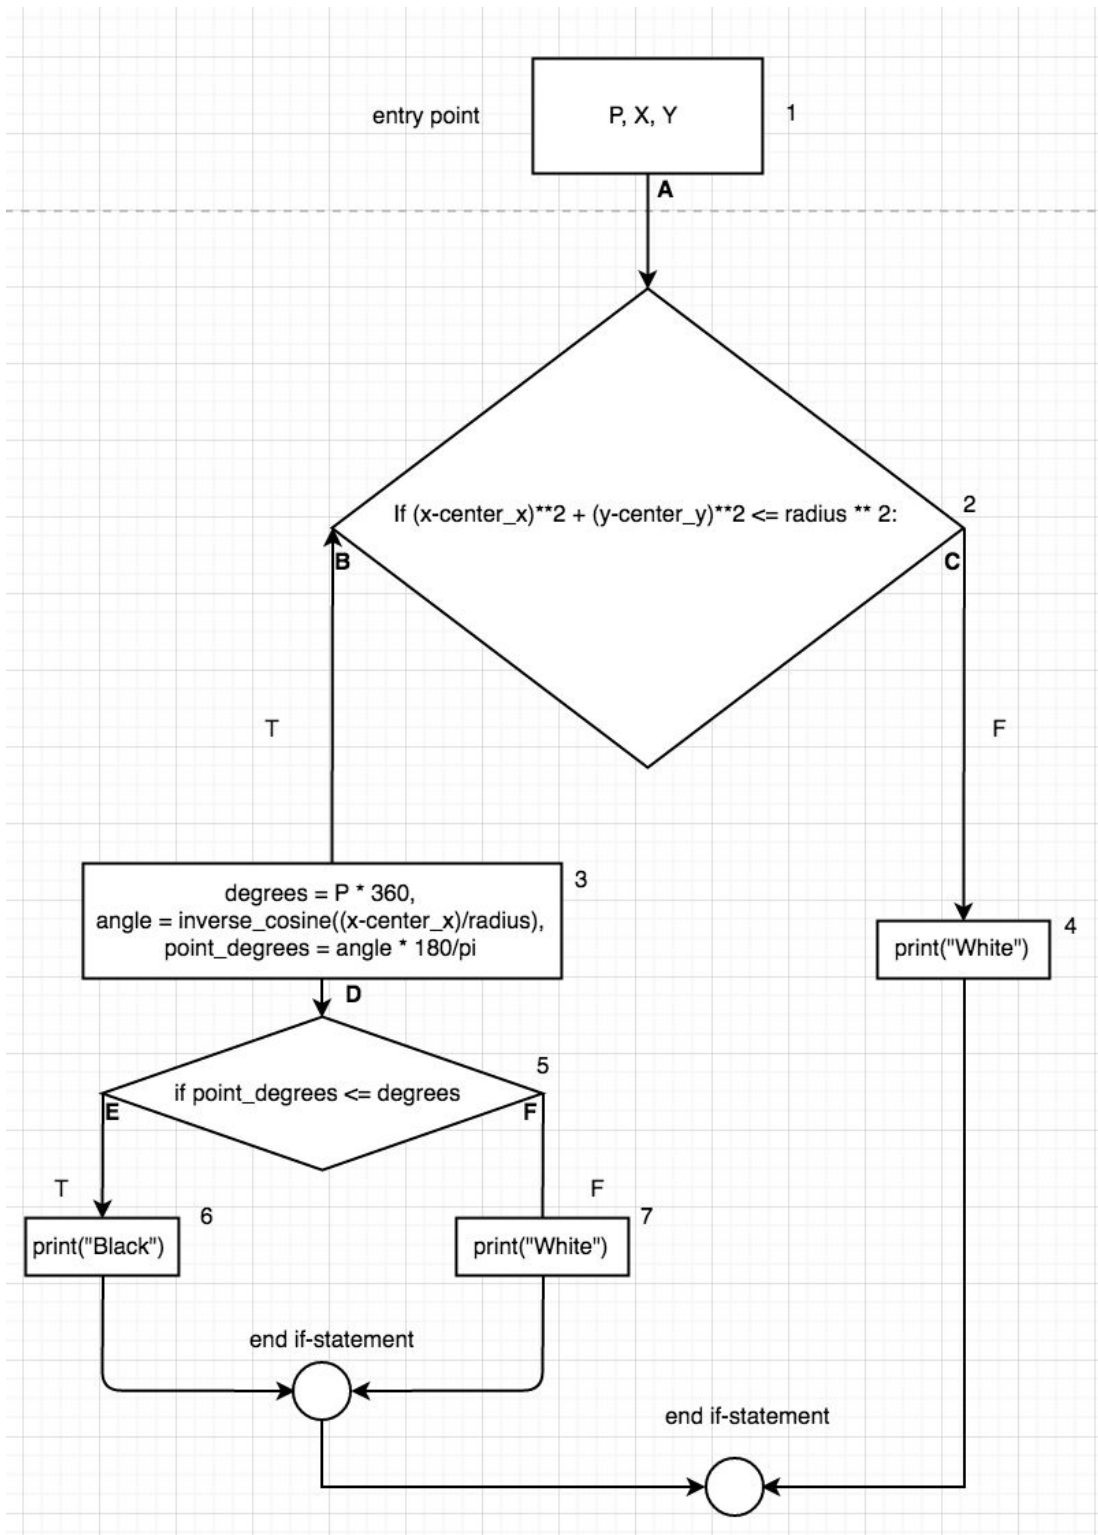 entry point
P, X, Y
1
A
If (x-center_x)**2 + (y-center_y)**2 <= radius ** 2:
2
B
C
T
F
degrees = P * 360,
angle = inverse_cosine((x-center_x)/radius),
point_degrees = angle * 180/pi
3
print("White")
4
D
if point_degrees <= degrees
5
E
F
T
F
print("Black")
6
print("White")
7
end if-statement
end if-statement